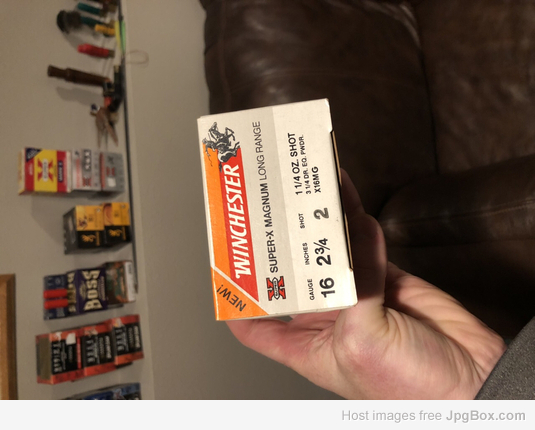 NEW!
WINCHESTER
SUPER-X MAGNUM LONG RANGE
GAUGE INCHES SHOT
16 2¾ 2
1 1/4 OZ. SHOT
3 1/4 DR. EQ. PWDR.
X16MG
BOSS
Host images free JpgBox.com